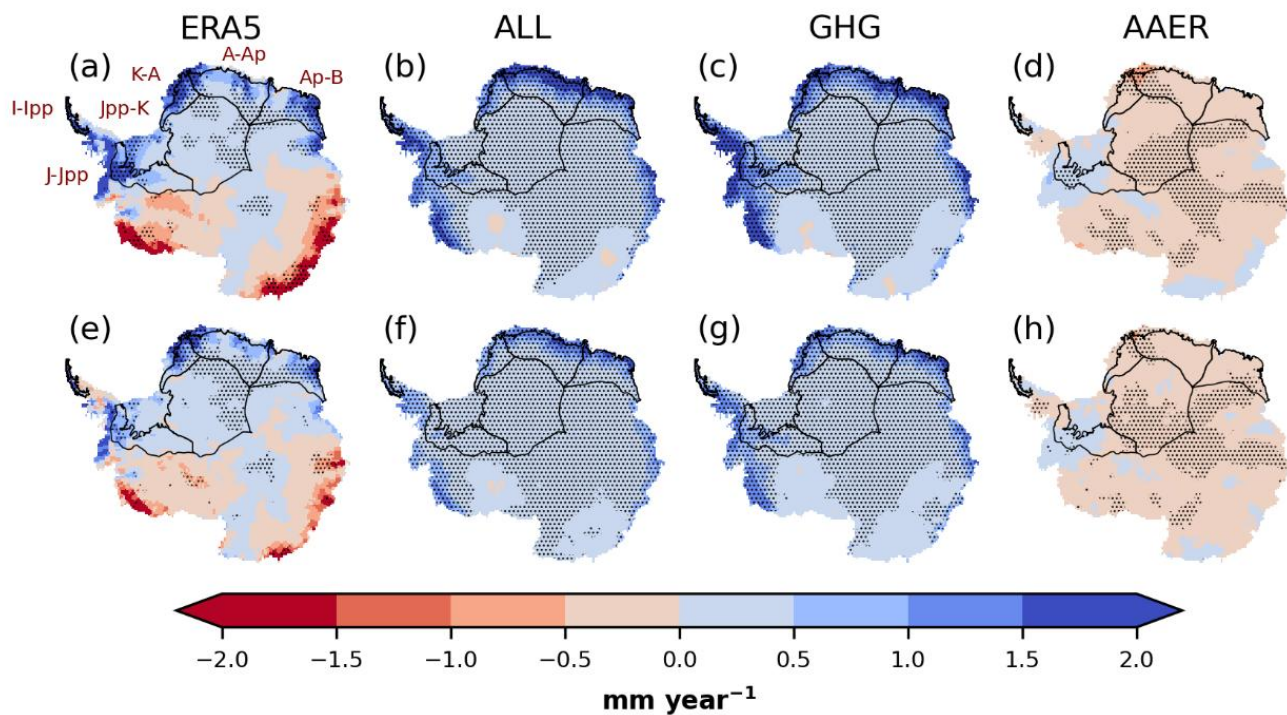 ERA5 ALL GHG AAER
(a) (b) (c) (d)
A-Ap
K-A
Ap-B
I-Ipp
Jpp-K
J-Jpp
(e) (f) (g) (h)
−2.0 −1.5 −1.0 −0.5 0.0 0.5 1.0 1.5 2.0
mm year⁻¹